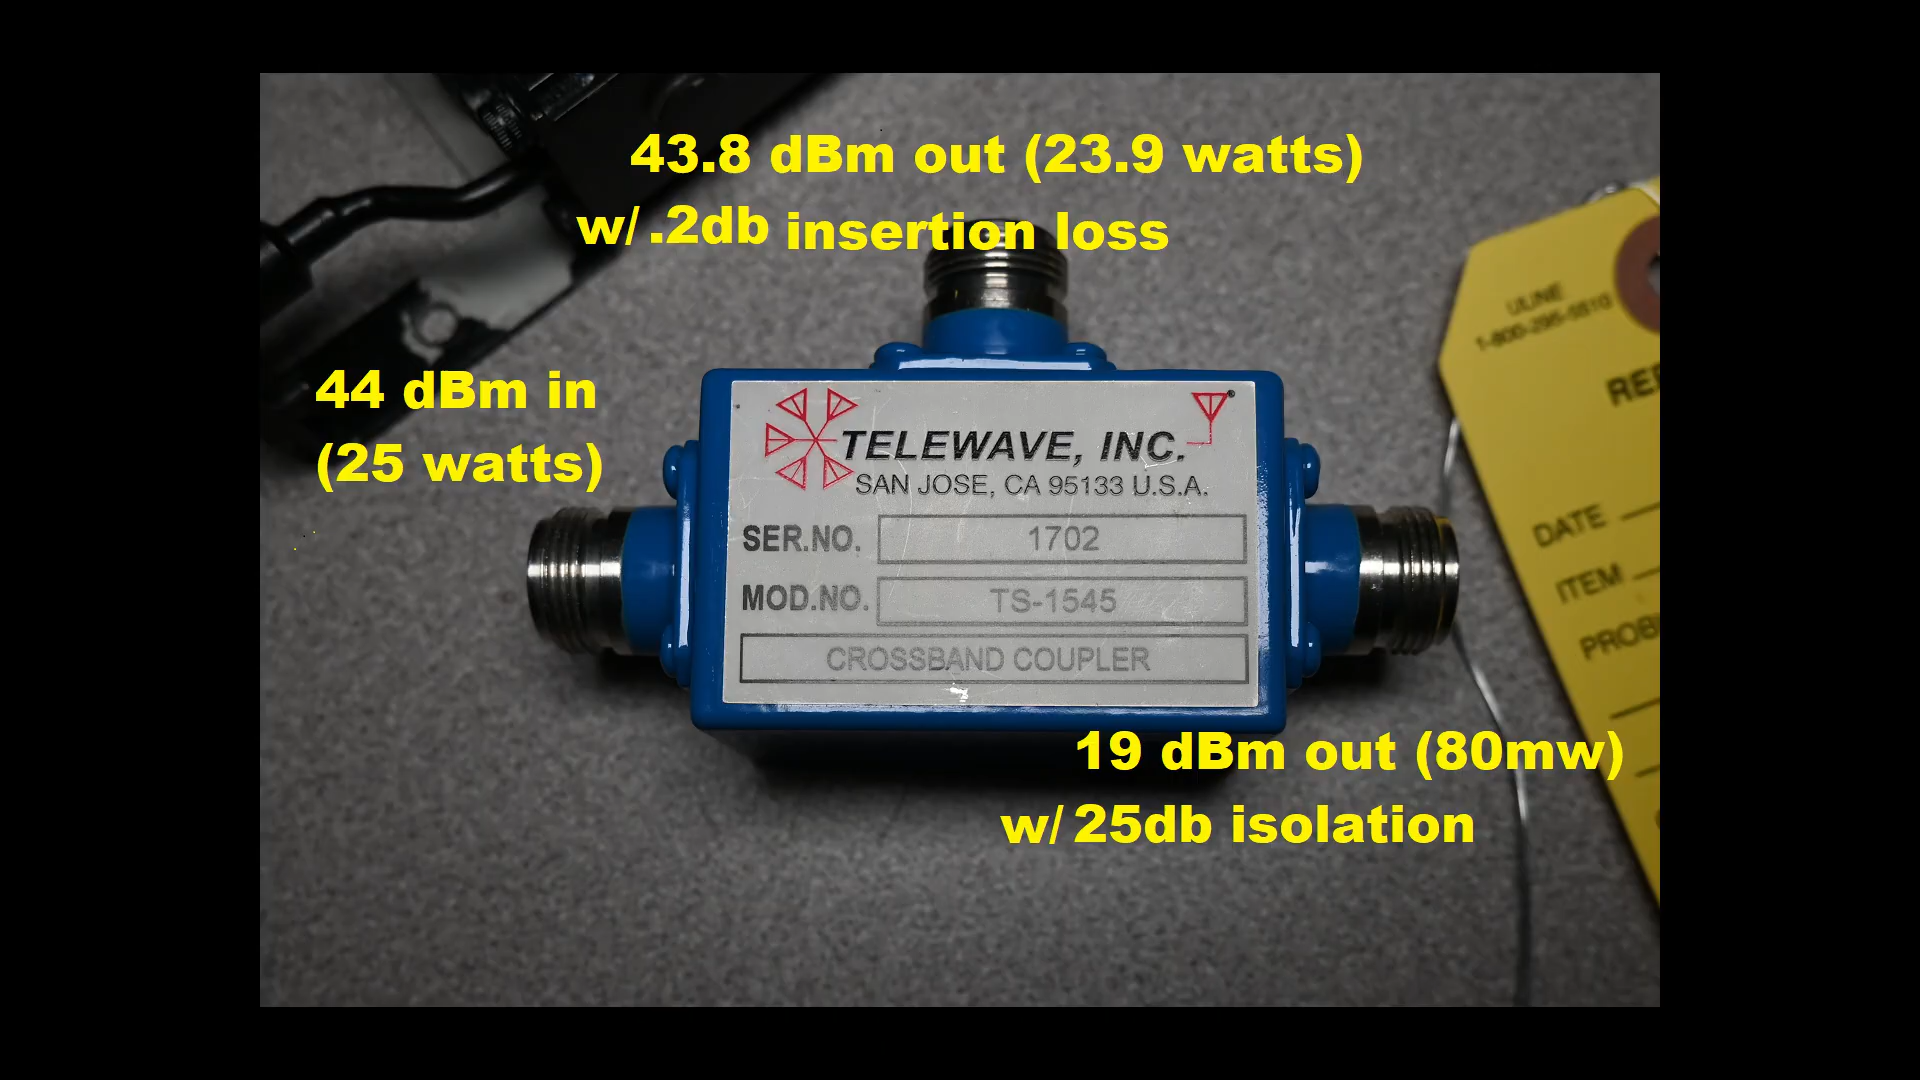 43.8 dBm out (23.9 watts)
w/ .2db insertion loss
44 dBm in
(25 watts)
TELEWAVE, INC.
SAN JOSE, CA 95133 U.S.A.
SER.NO. 1702
MOD.NO. TS-1545
CROSSBAND COUPLER
19 dBm out (80mw)
w/ 25db isolation
ULINE
DATE
ITEM